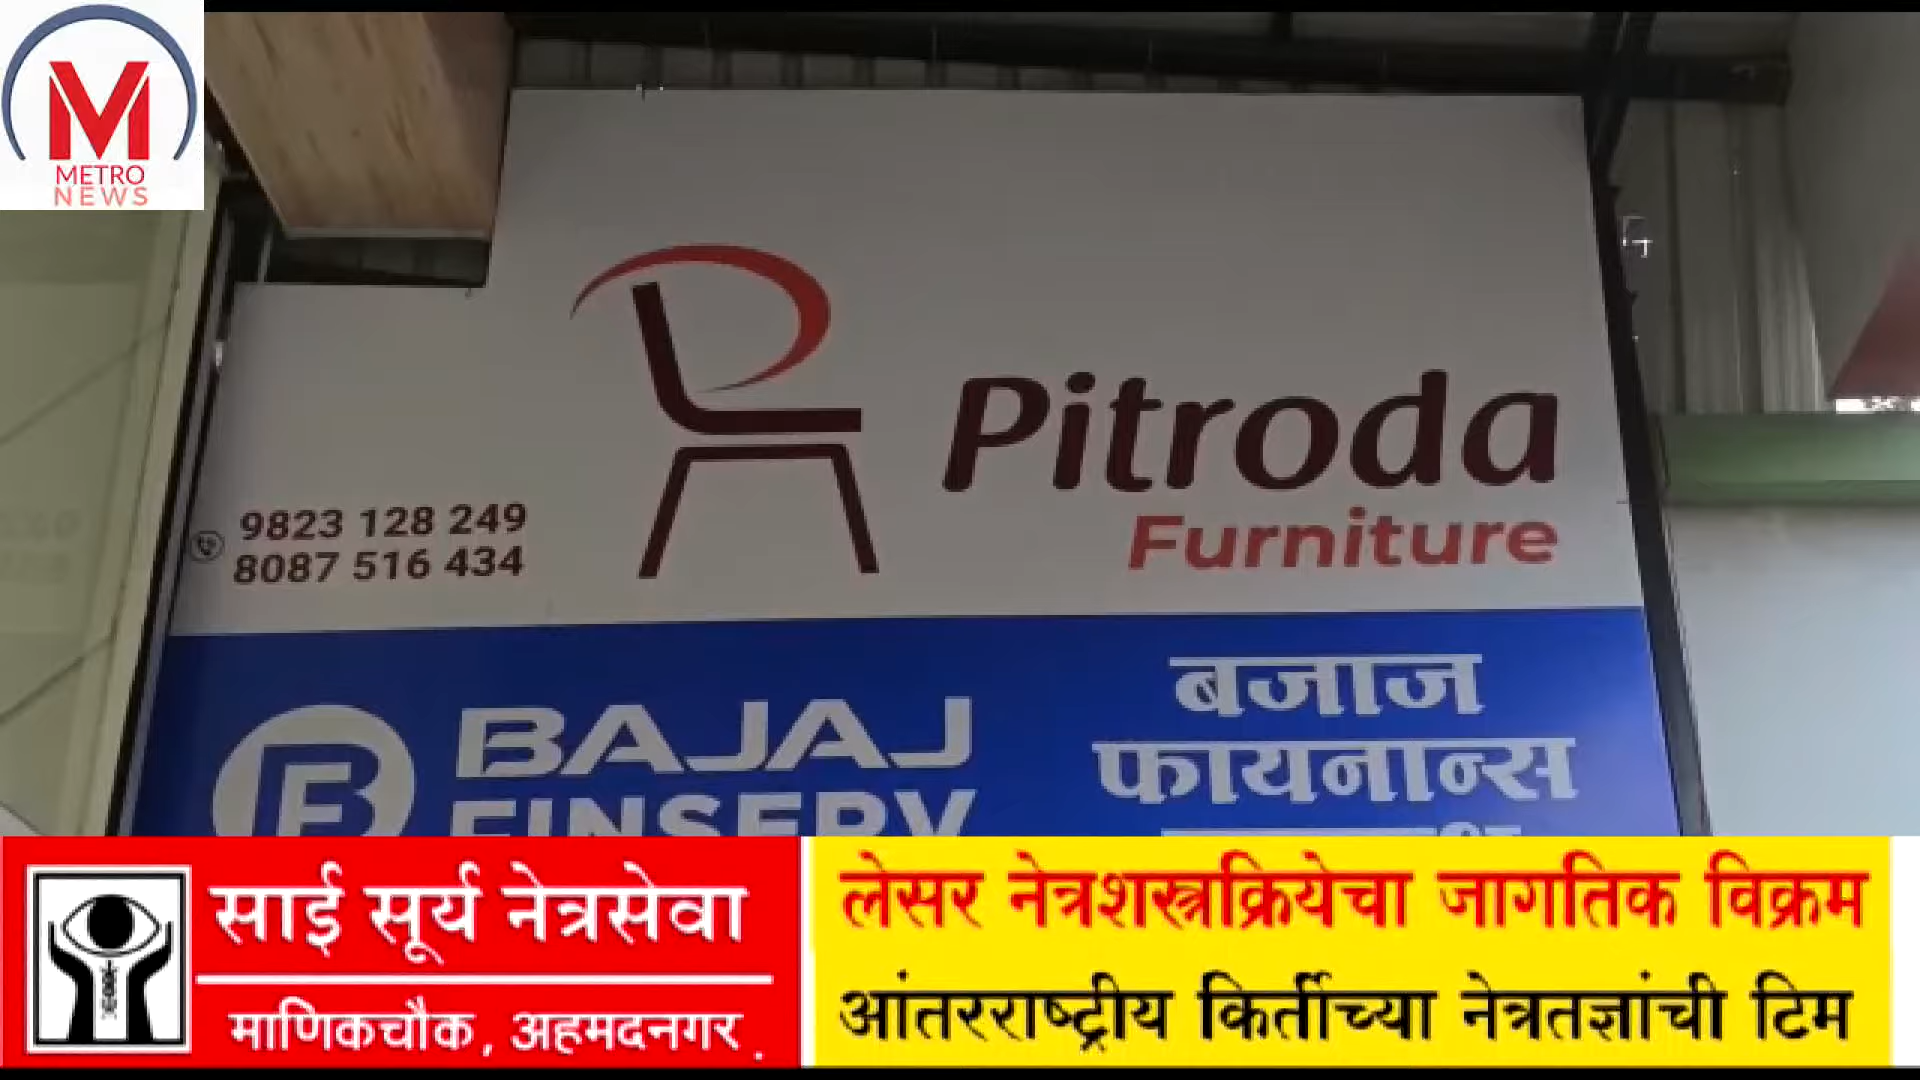 METRO
NEWS
Pitroda
Furniture
9823 128 249
8087 516 434
BAJAJ
FINSERV
बजाज
फायनान्स
साई सूर्य नेत्रसेवा
माणिकचौक, अहमदनगर.
लेसर नेत्रशस्त्रक्रियेचा जागतिक विक्रम
आंतरराष्ट्रीय किर्तीच्या नेत्रतज्ञांची टिम